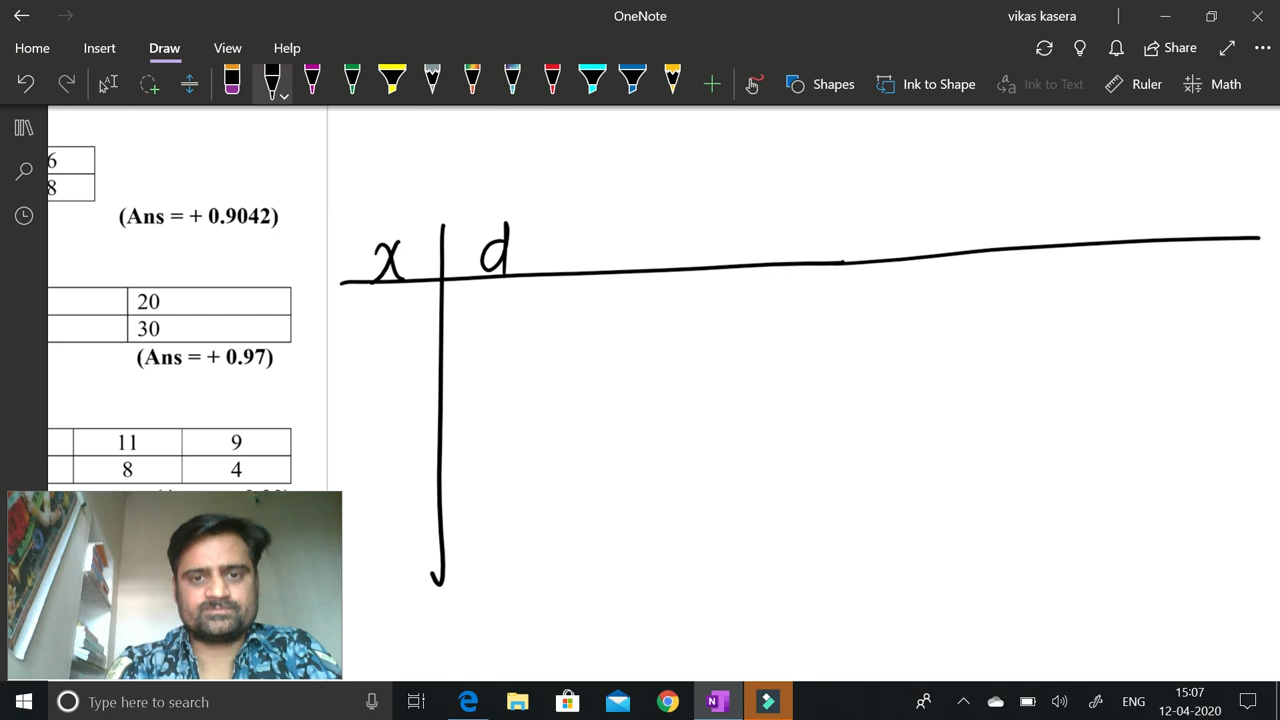 OneNote
vikas kasera
Home Insert Draw View Help
Share
Shapes Ink to Shape Ink to Text Ruler Math
6
8
(Ans = + 0.9042)
x d
20
30
(Ans = + 0.97)
11 9
8 4
Type here to search
ENG
15:07
12-04-2020